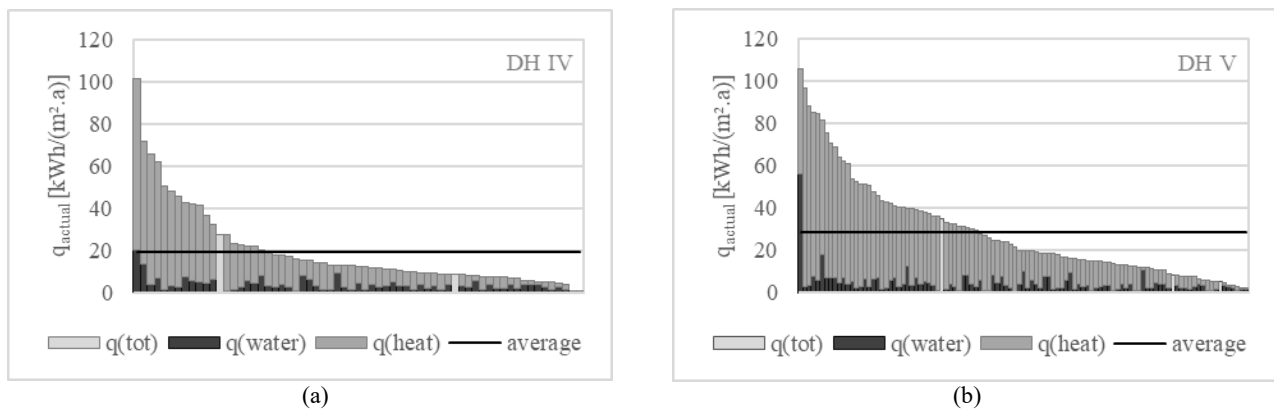 120
100
80
60
40
20
0
q_actual [kWh/(m².a)]
DH IV
q(tot) q(water) q(heat) average
(a)
120
100
80
60
40
20
0
q_actual [kWh/(m².a)]
DH V
q(tot) q(water) q(heat) average
(b)